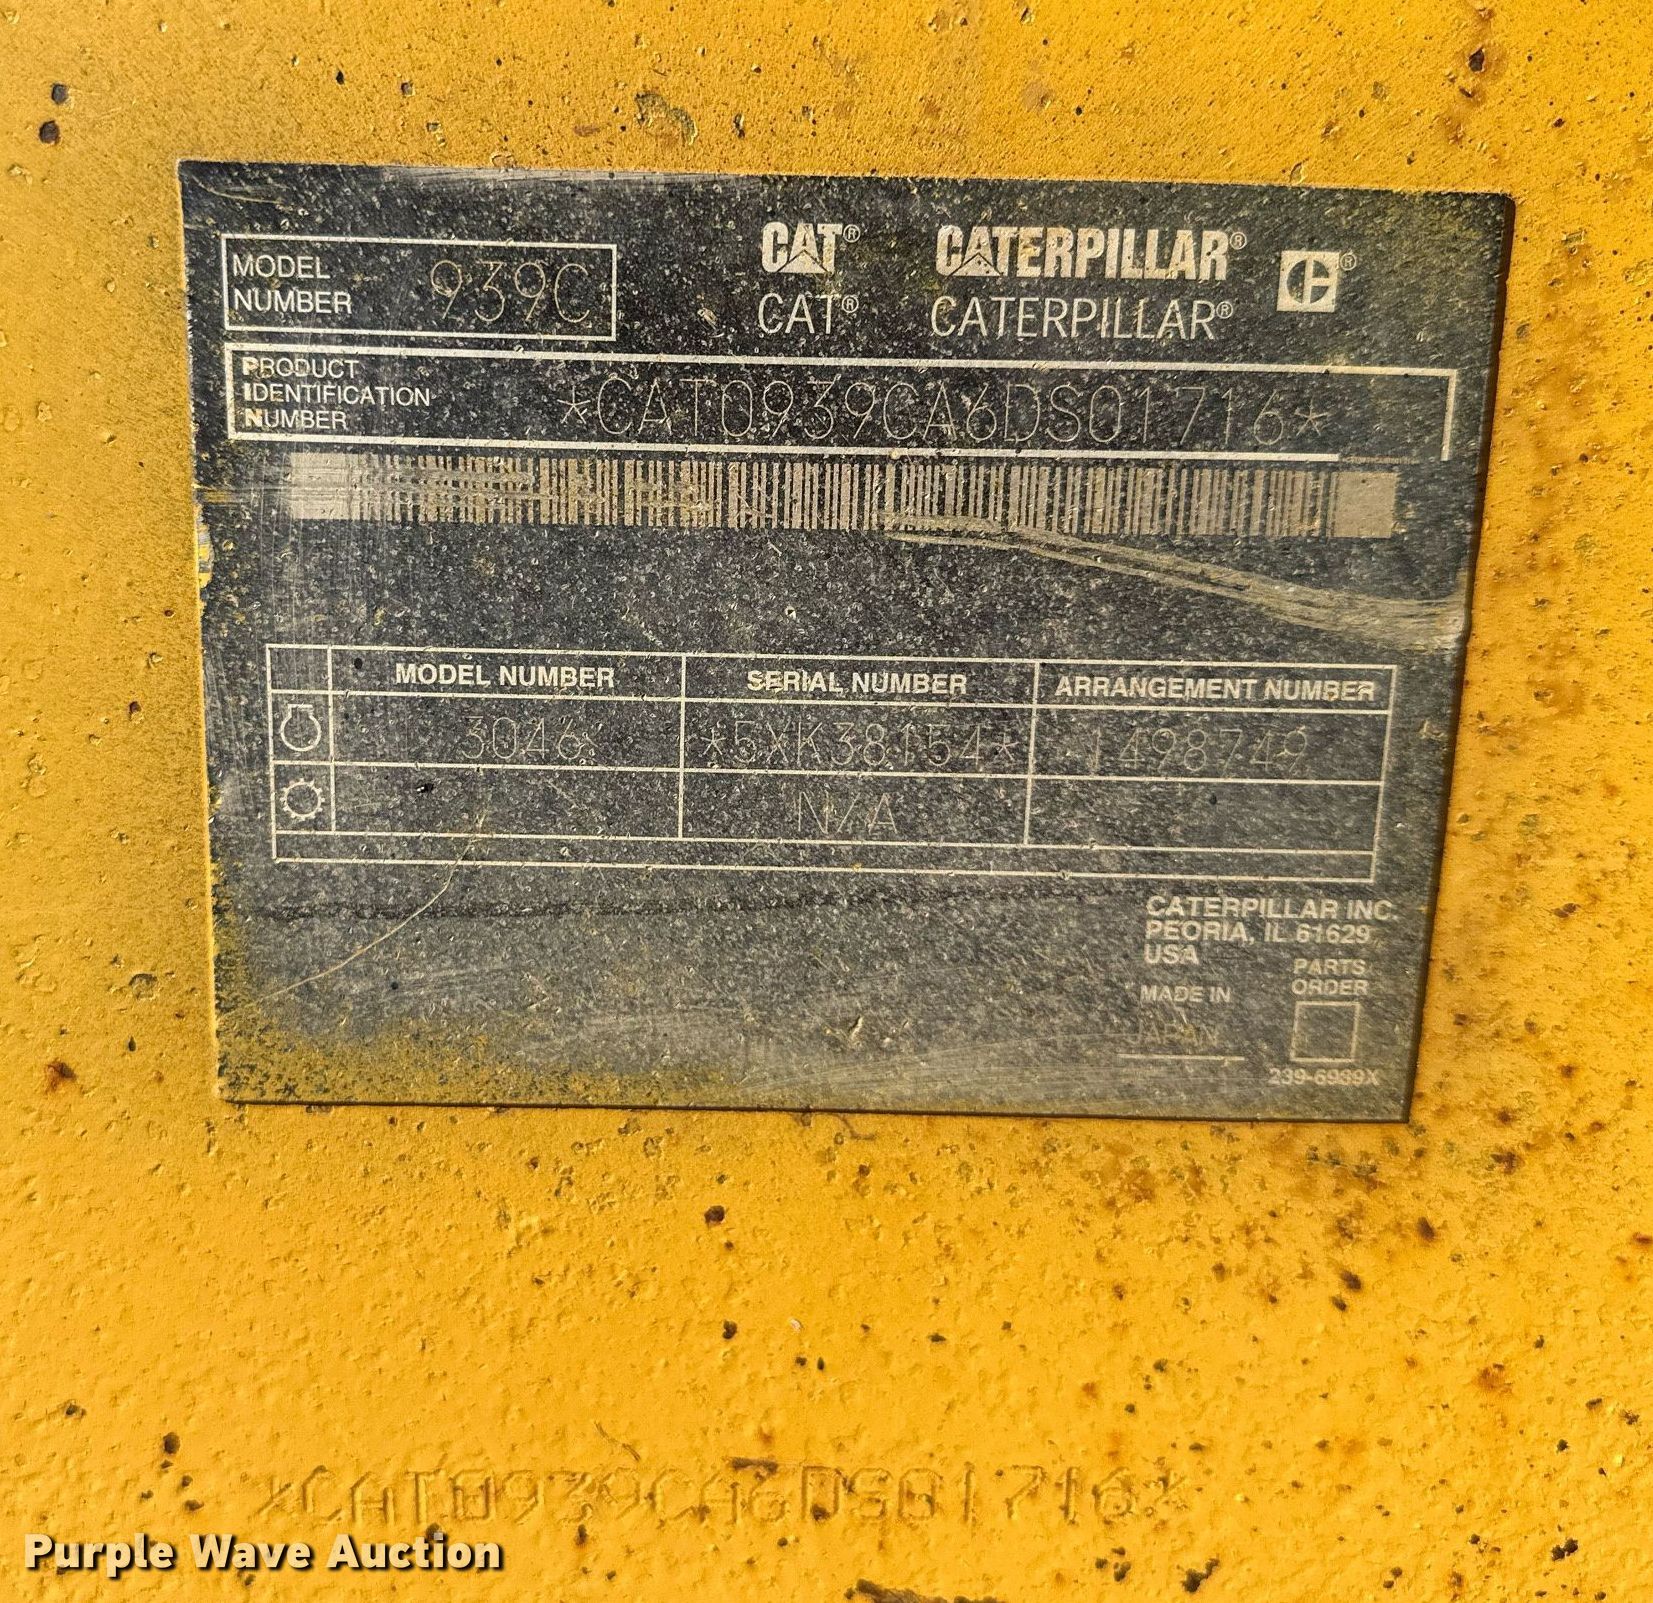 MODEL NUMBER 939C
CAT® CATERPILLAR® ®
CAT® CATERPILLAR®
PRODUCT IDENTIFICATION NUMBER *CAT0939CA6DS01716*
MODEL NUMBER SERIAL NUMBER ARRANGEMENT NUMBER
3046 *5XK38154* 1498749
N/A
CATERPILLAR INC.
PEORIA, IL 61629
USA
PARTS
ORDER
MADE IN
JAPAN
239-6989X
*CAT0939CA6DS01716*
Purple Wave Auction